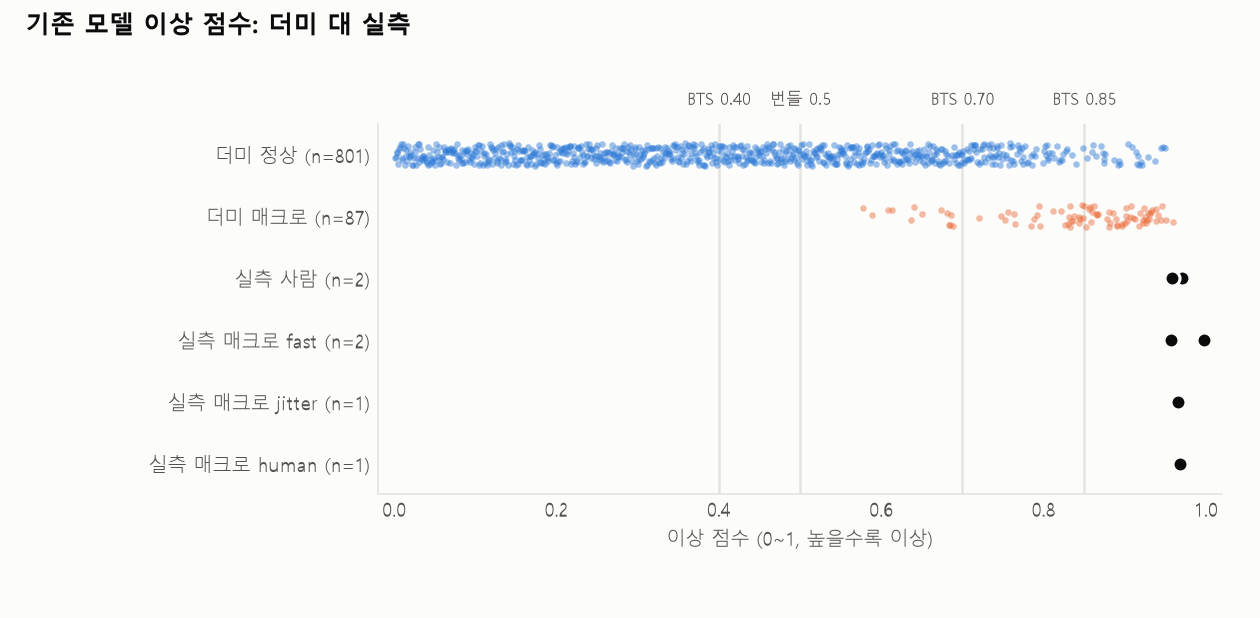 기존 모델 이상 점수: 더미 대 실측
BTS 0.40 번들 0.5 BTS 0.70 BTS 0.85
더미 정상 (n=801)
더미 매크로 (n=87)
실측 사람 (n=2)
실측 매크로 fast (n=2)
실측 매크로 jitter (n=1)
실측 매크로 human (n=1)
0.0 0.2 0.4 0.6 0.8 1.0
이상 점수 (0~1, 높을수록 이상)